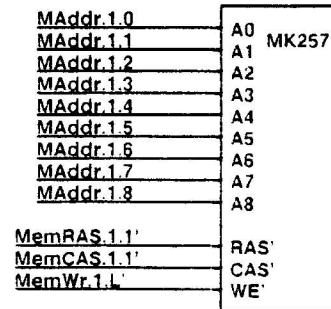 MAddr.1.0 A0 MK257
MAddr.1.1 A1
MAddr.1.2 A2
MAddr.1.3 A3
MAddr.1.4 A4
MAddr.1.5 A5
MAddr.1.6 A6
MAddr.1.7 A7
MAddr.1.8 A8
MemRAS.1.1' RAS'
MemCAS.1.1' CAS'
MemWr.1.L' WE'